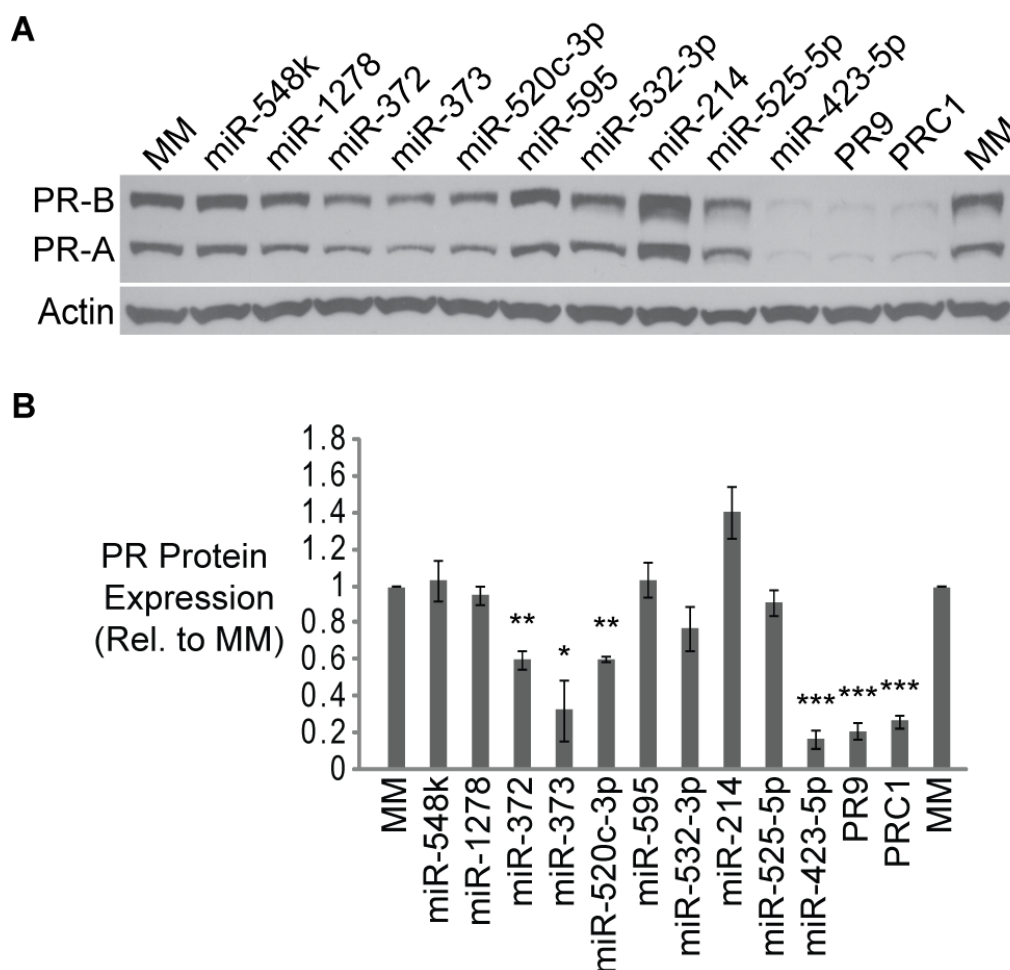 A
MM miR-548k miR-1278 miR-372 miR-373 miR-520c-3p miR-595 miR-532-3p miR-214 miR-525-5p miR-423-5p PR9 PRC1 MM
PR-B
PR-A
Actin
B
PR Protein
Expression
(Rel. to MM)
1.8
1.6
1.4
1.2
1
0.8
0.6
0.4
0.2
0
** * ** *** *** ***
MM miR-548k miR-1278 miR-372 miR-373 miR-520c-3p miR-595 miR-532-3p miR-214 miR-525-5p miR-423-5p PR9 PRC1 MM